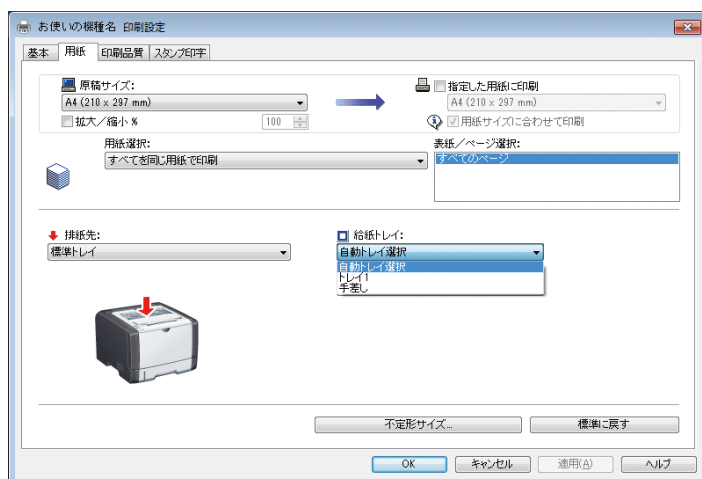 お使いの機種名 印刷設定
基本 用紙 印刷品質 スタンプ印字
原稿サイズ: 指定した用紙に印刷
A4 (210 x 297 mm) A4 (210 x 297 mm)
拡大/縮小 % 100 用紙サイズに合わせて印刷
用紙選択: 表紙/ページ選択:
すべてを同じ用紙で印刷 すべてのページ
排紙先: 給紙トレイ:
標準トレイ 自動トレイ選択
自動トレイ選択
トレイ1
手差し
不定形サイズ... 標準に戻す
OK キャンセル 適用(A) ヘルプ